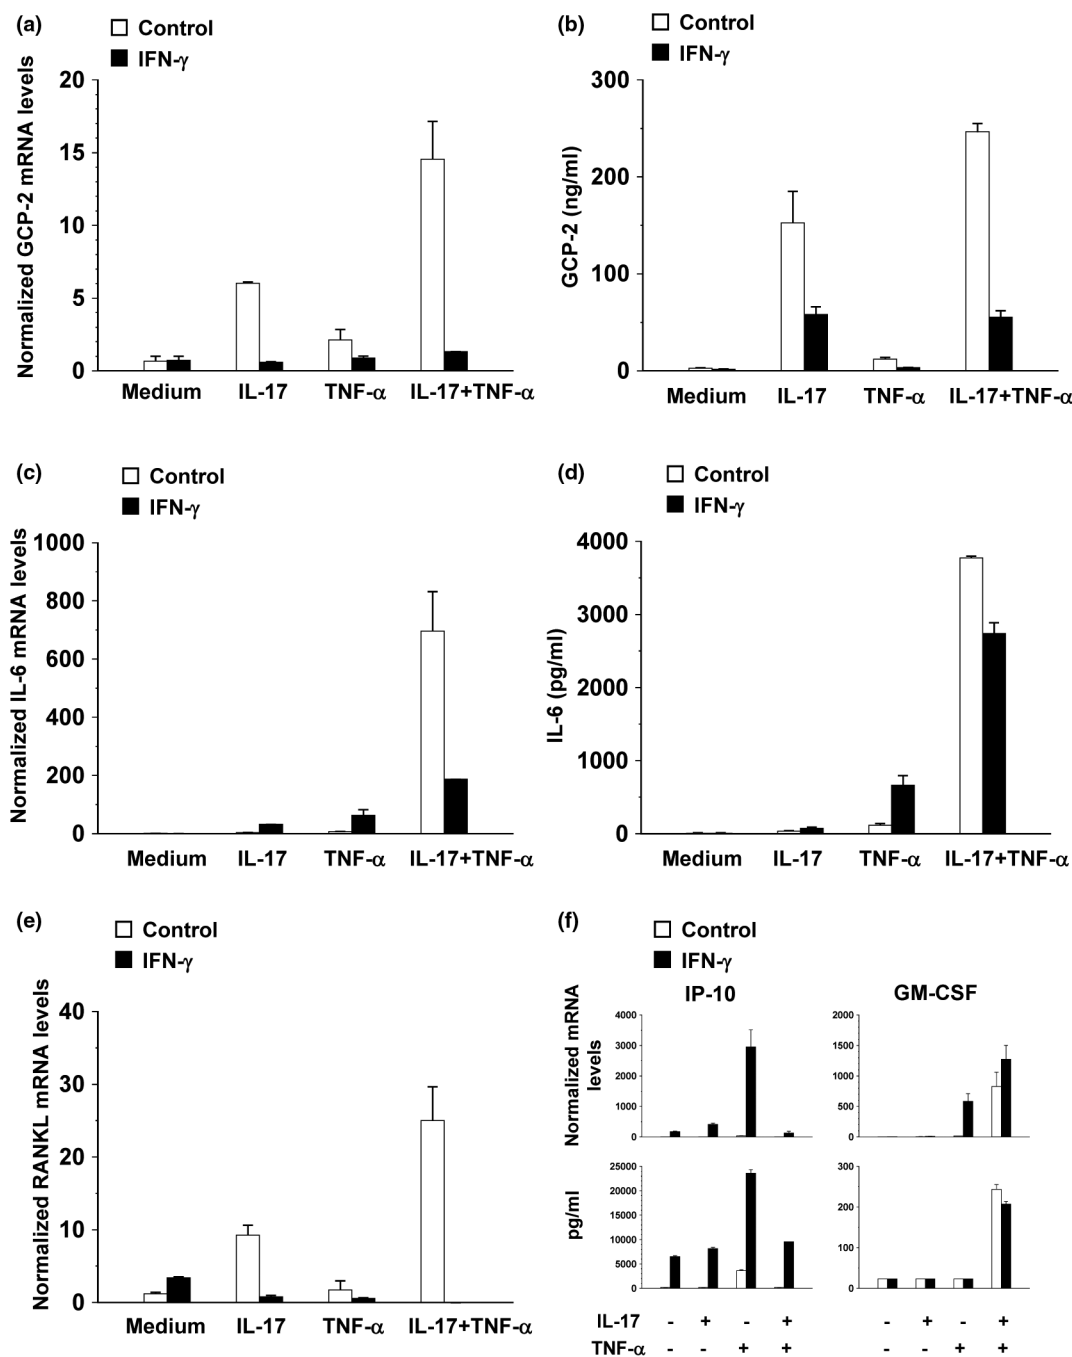 (a)
Control
IFN-γ
Normalized GCP-2 mRNA levels
20
15
10
5
0
Medium IL-17 TNF-α IL-17+TNF-α
(b)
Control
IFN-γ
GCP-2 (ng/ml)
300
200
100
0
Medium IL-17 TNF-α IL-17+TNF-α
(c)
Control
IFN-γ
Normalized IL-6 mRNA levels
1000
800
600
400
200
0
Medium IL-17 TNF-α IL-17+TNF-α
(d)
Control
IFN-γ
IL-6 (pg/ml)
4000
3000
2000
1000
0
Medium IL-17 TNF-α IL-17+TNF-α
(e)
Control
IFN-γ
Normalized RANKL mRNA levels
40
30
20
10
0
Medium IL-17 TNF-α IL-17+TNF-α
(f)
Control
IFN-γ
IP-10
GM-CSF
Normalized mRNA
levels
4000
3000
2000
1000
0
2000
1500
1000
500
0
pg/ml
25000
20000
15000
10000
5000
0
300
200
100
0
IL-17 - + - + - + - +
TNF-α - - + + - - + +